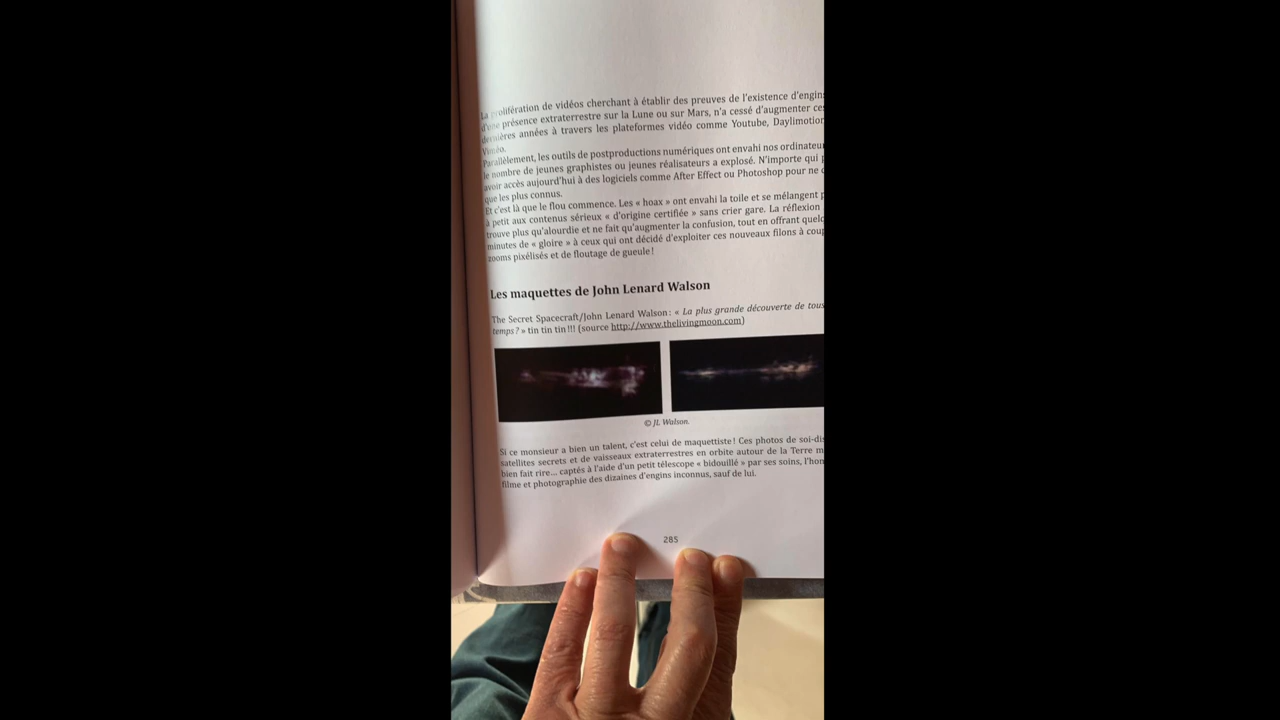 La prolifération de vidéos cherchant à établir des preuves de l'existence d'engins
d'une présence extraterrestre sur la Lune ou sur Mars, n'a cessé d'augmenter ces
dernières années à travers les plateformes vidéo comme Youtube, Daylimotion
Viméo.
Parallèlement, les outils de postproductions numériques ont envahi nos ordinateu
le nombre de jeunes graphistes ou jeunes réalisateurs a explosé. N'importe qui p
avoir accès aujourd'hui à des logiciels comme After Effect ou Photoshop pour ne c
que les plus connus.
Et c'est là que le flou commence. Les « hoax » ont envahi la toile et se mélangent p
à petit aux contenus sérieux « d'origine certifiée » sans crier gare. La réflexion
trouve plus qu'alourdie et ne fait qu'augmenter la confusion, tout en offrant quelq
minutes de « gloire » à ceux qui ont décidé d'exploiter ces nouveaux filons à coup
zooms pixélisés et de floutage de gueule !
Les maquettes de John Lenard Walson
The Secret Spacecraft/John Lenard Walson : « La plus grande découverte de tous
temps ? » tin tin tin !!! (source http://www.thelivingmoon.com)
© JL Walson.
Si ce monsieur a bien un talent, c'est celui de maquettiste ! Ces photos de soi-dis
satellites secrets et de vaisseaux extraterrestres en orbite autour de la Terre m
bien fait rire... captés à l'aide d'un petit télescope « bidouillé » par ses soins, l'hom
filme et photographie des dizaines d'engins inconnus, sauf de lui.
285